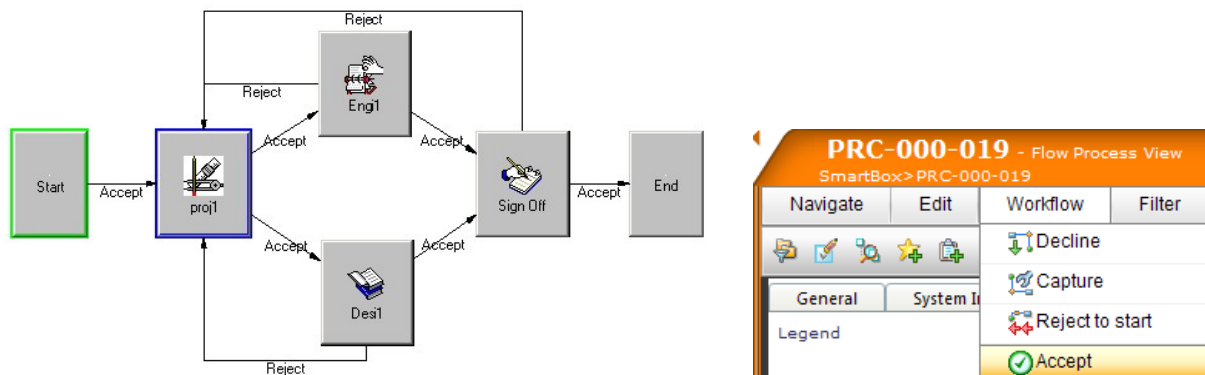 Reject
Engi1
Reject
Accept
Accept
Start
Accept
proj1
Sign Off
Accept
End
Accept
Accept
Desi1
Reject
PRC-000-019 - Flow Process View
SmartBox>PRC-000-019
Navigate Edit Workflow Filter
Decline
Capture
General System I
Reject to start
Legend
Accept